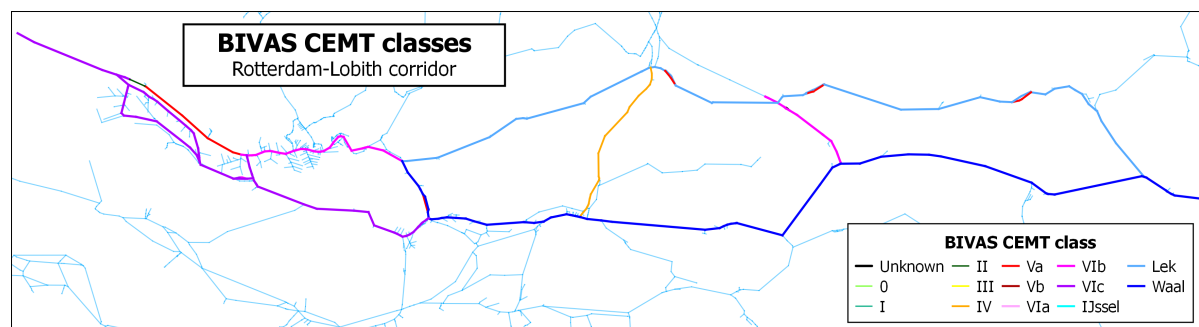 BIVAS CEMT classes
Rotterdam-Lobith corridor
BIVAS CEMT class
Unknown II Va VIb Lek
0 III Vb VIc Waal
I IV VIa IJssel